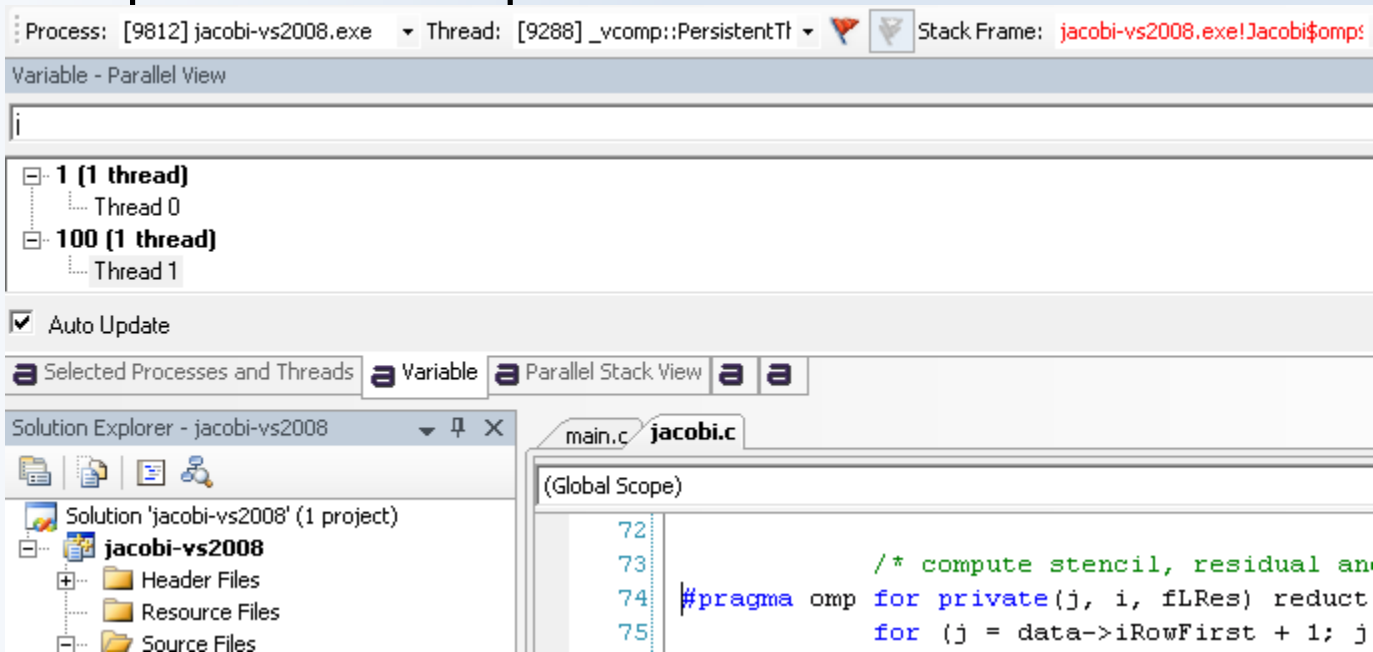 Process: [9812] jacobi-vs2008.exe Thread: [9288] _vcomp::PersistentTh Stack Frame: jacobi-vs2008.exe!Jacobi$omp$
Variable - Parallel View
j
1 (1 thread)
Thread 0
100 (1 thread)
Thread 1
Auto Update
Selected Processes and Threads Variable Parallel Stack View
Solution Explorer - jacobi-vs2008
main.c jacobi.c
(Global Scope)
Solution 'jacobi-vs2008' (1 project)
jacobi-vs2008
Header Files
Resource Files
Source Files
72
73 /* compute stencil, residual and
74 #pragma omp for private(j, i, fLRes) reduct
75 for (j = data->iRowFirst + 1; j